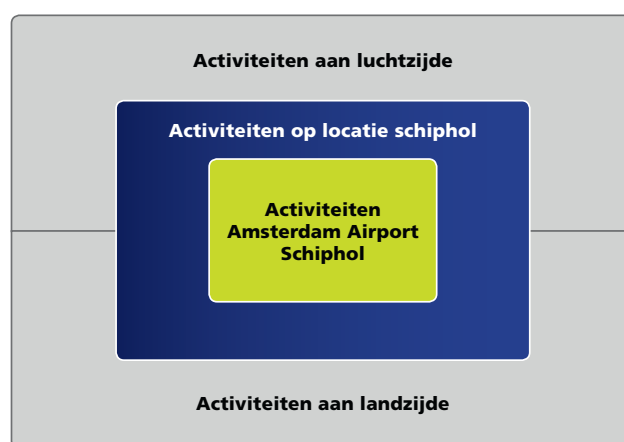 Activiteiten aan luchtzijde
Activiteiten op locatie schiphol
Activiteiten
Amsterdam Airport
Schiphol
Activiteiten aan landzijde